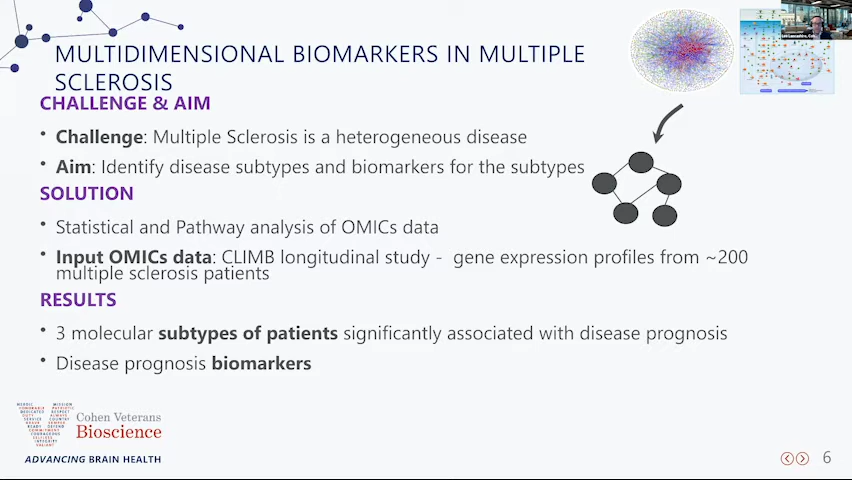 MULTIDIMENSIONAL BIOMARKERS IN MULTIPLE
SCLEROSIS
CHALLENGE & AIM
• Challenge: Multiple Sclerosis is a heterogeneous disease
• Aim: Identify disease subtypes and biomarkers for the subtypes
SOLUTION
• Statistical and Pathway analysis of OMICs data
• Input OMICs data: CLIMB longitudinal study - gene expression profiles from ~200
multiple sclerosis patients
RESULTS
• 3 molecular subtypes of patients significantly associated with disease prognosis
• Disease prognosis biomarkers
Cohen Veterans
Bioscience
ADVANCING BRAIN HEALTH
6